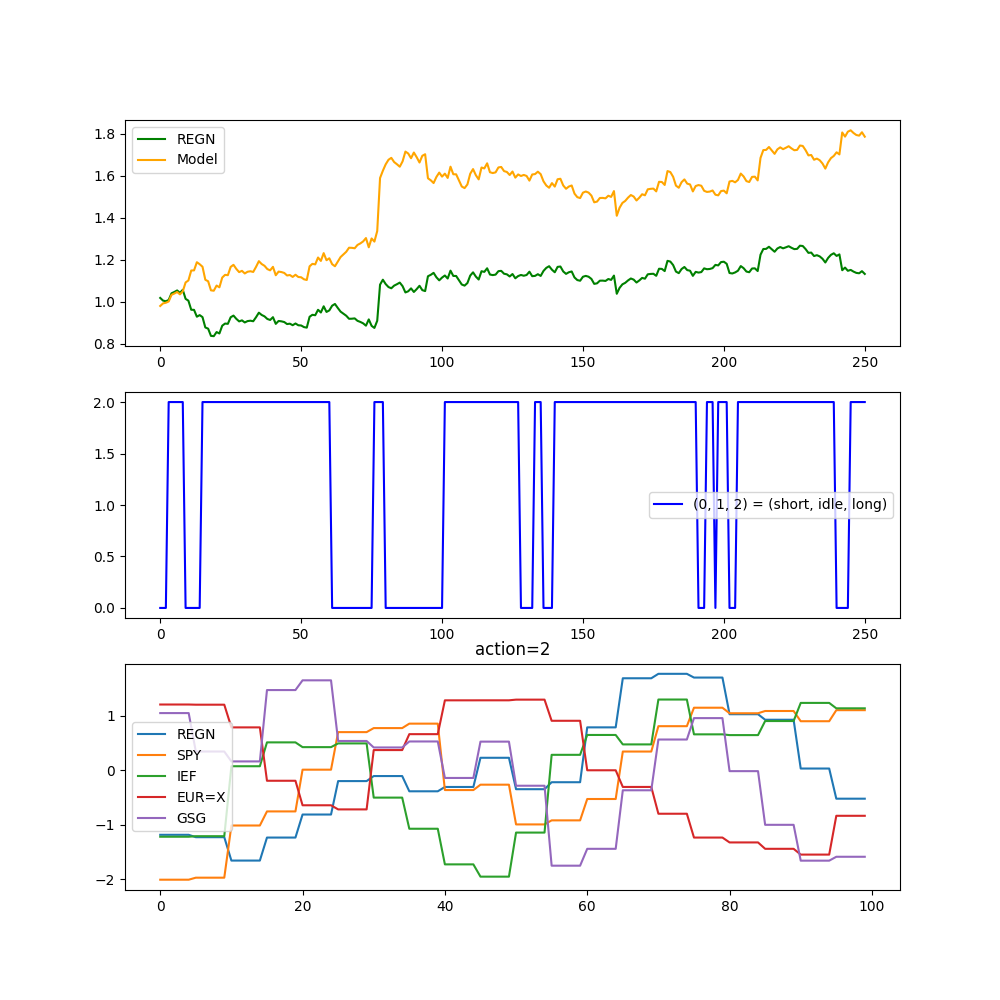 1.8
1.6
1.4
1.2
1.0
0.8
REGN
Model
0 50 100 150 200 250
2.0
1.5
1.0
0.5
0.0
(0, 1, 2) = (short, idle, long)
0 50 100 150 200 250
action=2
1
0
−1
−2
REGN
SPY
IEF
EUR=X
GSG
0 20 40 60 80 100